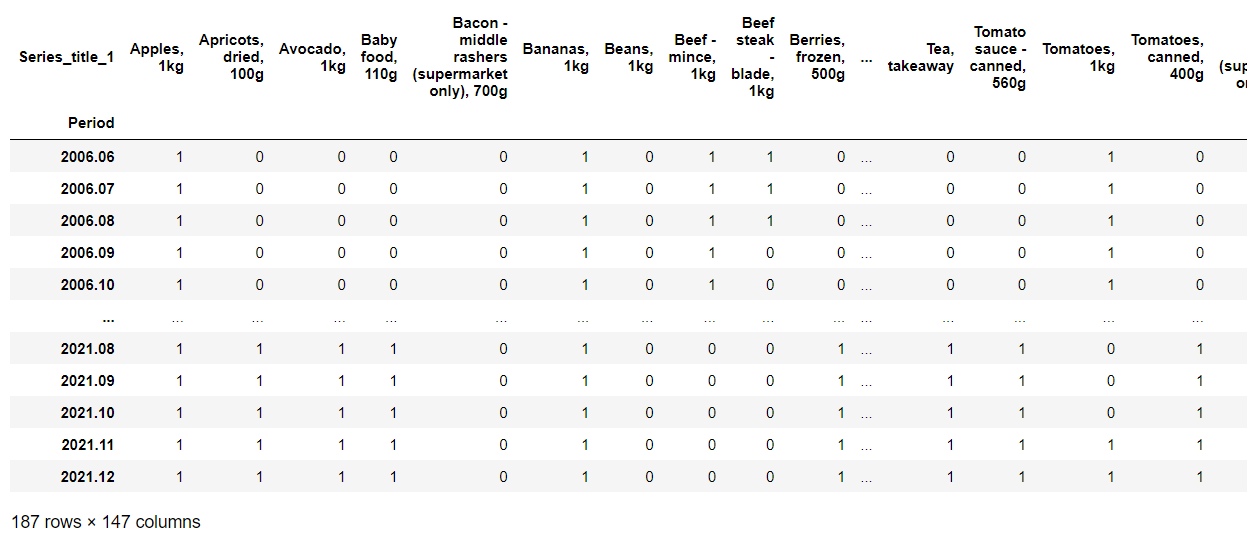 Series_title_1
Apples,
1kg
Apricots,
dried,
100g
Avocado,
1kg
Baby
food,
110g
Bacon -
middle
rashers
(supermarket
only), 700g
Bananas,
1kg
Beans,
1kg
Beef -
mince,
1kg
Beef
steak
-
blade,
1kg
Berries,
frozen,
500g
...
Tea,
takeaway
Tomato
sauce -
canned,
560g
Tomatoes,
1kg
Tomatoes,
canned,
400g
(sup
Period
2006.06 1 0 0 0 0 1 0 1 1 0 ... 0 0 1 0
2006.07 1 0 0 0 0 1 0 1 1 0 ... 0 0 1 0
2006.08 1 0 0 0 0 1 0 1 1 0 ... 0 0 1 0
2006.09 1 0 0 0 0 1 0 1 0 0 ... 0 0 1 0
2006.10 1 0 0 0 0 1 0 1 0 0 ... 0 0 1 0
... ... ... ... ... ... ... ... ... ... ... ... ... ... ...
2021.08 1 1 1 1 0 1 0 0 0 1 ... 1 1 0 1
2021.09 1 1 1 1 0 1 0 0 0 1 ... 1 1 0 1
2021.10 1 1 1 1 0 1 0 0 0 1 ... 1 1 0 1
2021.11 1 1 1 1 0 1 0 0 0 1 ... 1 1 1 1
2021.12 1 1 1 1 0 1 0 0 0 1 ... 1 1 1 1
187 rows × 147 columns